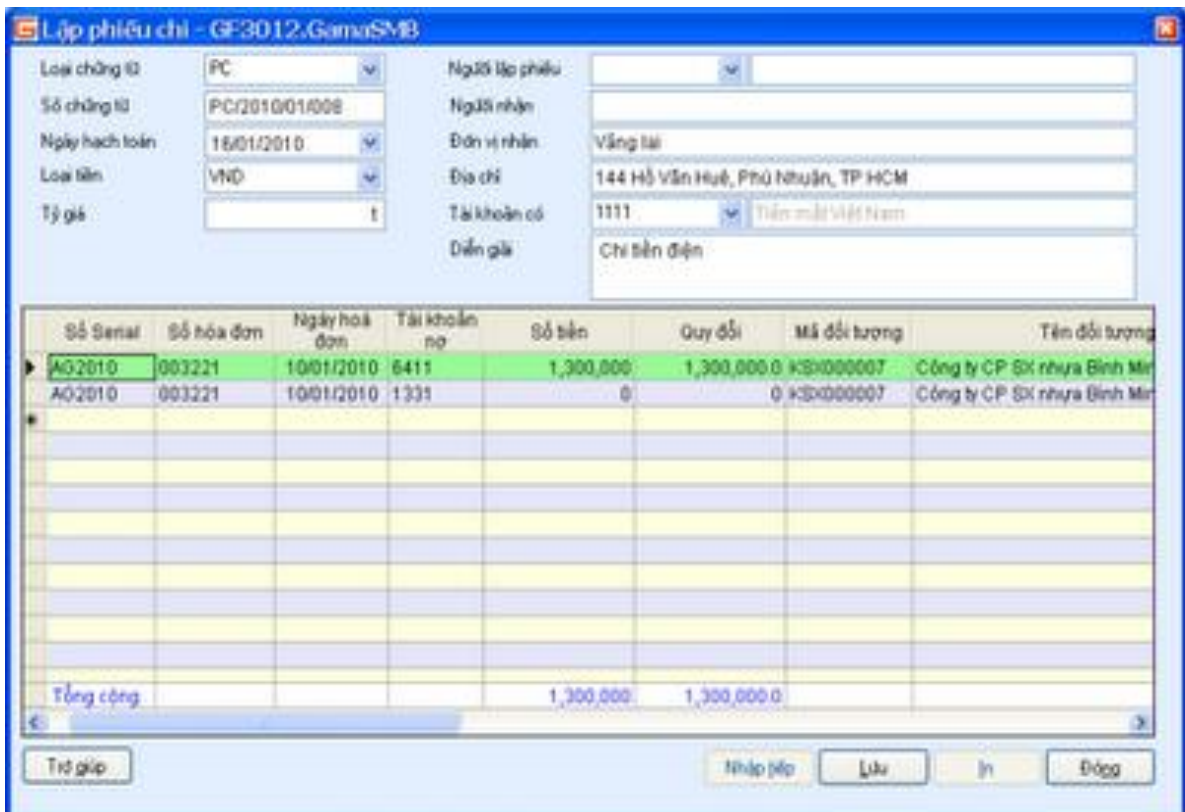 Lập phiếu chi - GF3012.GamaSMB
Loại chứng từ PC Người lập phiếu
Số chứng từ PC/2010/01/008 Người nhận
Ngày hạch toán 16/01/2010 Đơn vị nhận Vãng lai
Loại tiền VND Địa chỉ 144 Hồ Văn Huê, Phú Nhuận, TP HCM
Tỷ giá 1 Tài khoản có 1111 Tiền mặt Việt Nam
Diễn giải Chi tiền điện
Số Serial Số hóa đơn Ngày hoá đơn Tài khoản nợ Số tiền Quy đổi Mã đối tượng Tên đối tượng
AG2010 003221 10/01/2010 6411 1,300,000 1,300,000.0 KSX000007 Công ty CP SX nhựa Bình Min
AG2010 003221 10/01/2010 1331 0 0 KSX000007 Công ty CP SX nhựa Bình Min
Tổng cộng 1,300,000 1,300,000.0
Trợ giúp Nhập tiếp Lưu In Đóng